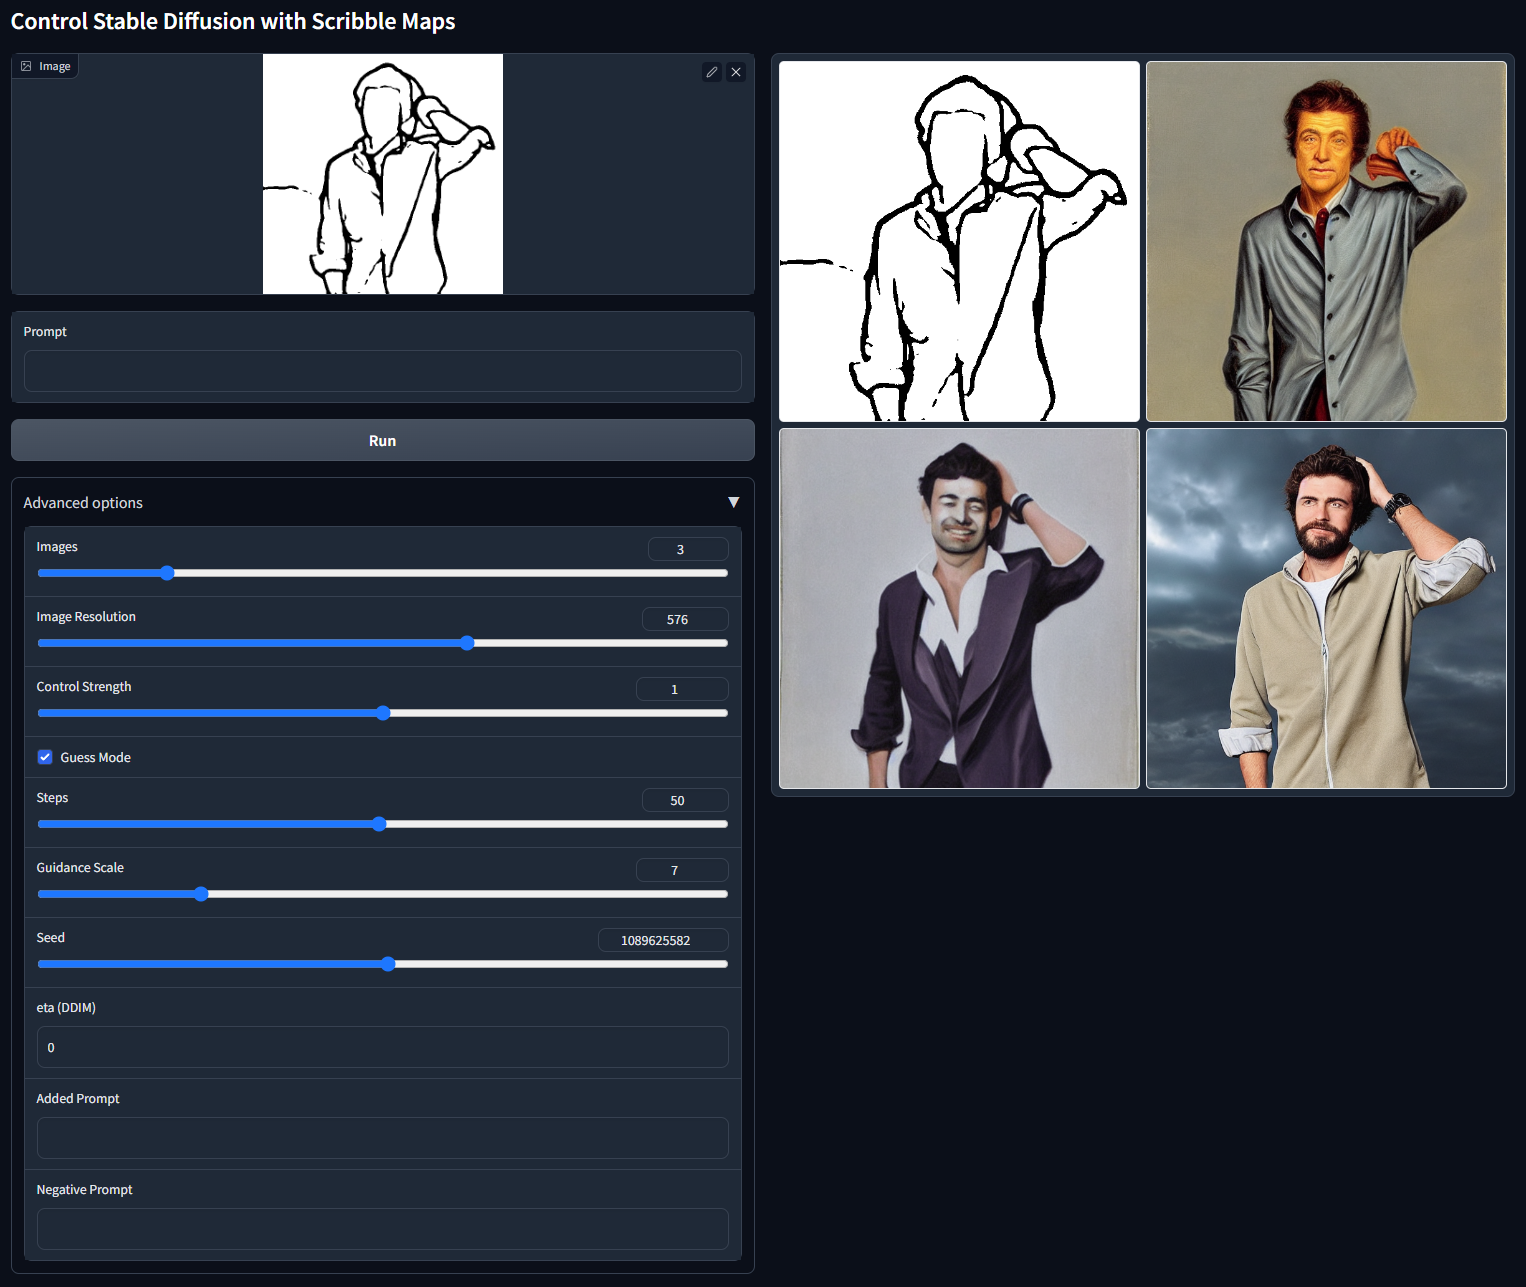 Control Stable Diffusion with Scribble Maps
Image
Prompt
Run
Advanced options
Images
3
Image Resolution
576
Control Strength
1
Guess Mode
Steps
50
Guidance Scale
7
Seed
1089625582
eta (DDIM)
0
Added Prompt
Negative Prompt